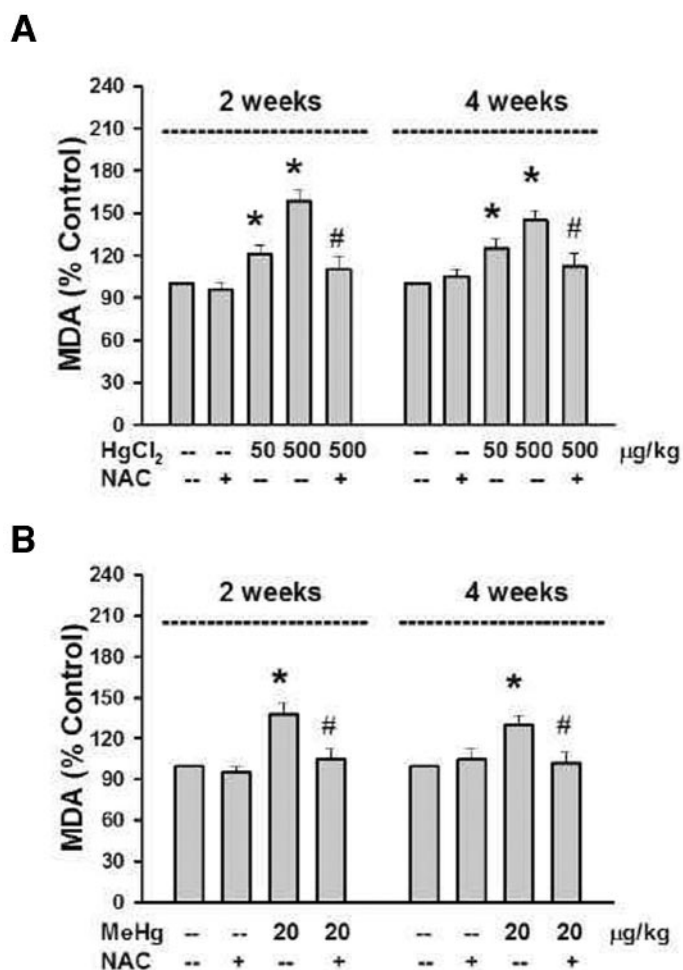 A
240
2 weeks 4 weeks
210
* *
180
* * # #
150
120
90
60
30
0
MDA (% Control)
HgCl₂ -- -- 50 500 500 -- -- 50 500 500 µg/kg
NAC -- + -- -- + -- + -- -- +
B
240
2 weeks 4 weeks
210
180
* *
150
# #
120
90
60
30
0
MDA (% Control)
MeHg -- -- 20 20 -- -- 20 20 µg/kg
NAC -- + -- + -- + -- +